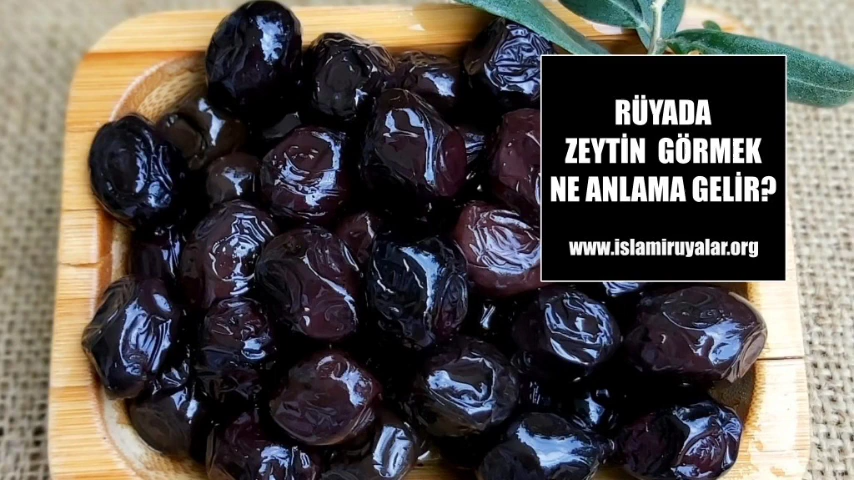 RÜYADA
ZEYTİN GÖRMEK
NE ANLAMA GELİR?
www.islamiruyalar.org